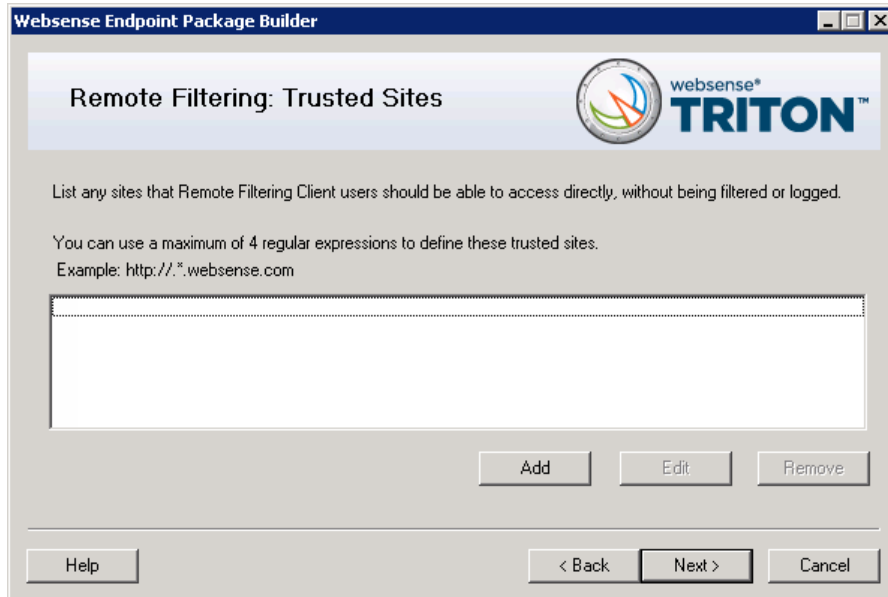 Websense Endpoint Package Builder
Remote Filtering: Trusted Sites
websense®
TRITON™
List any sites that Remote Filtering Client users should be able to access directly, without being filtered or logged.
You can use a maximum of 4 regular expressions to define these trusted sites.
Example: http://.*.websense.com
Add
Edit
Remove
Help
< Back
Next >
Cancel